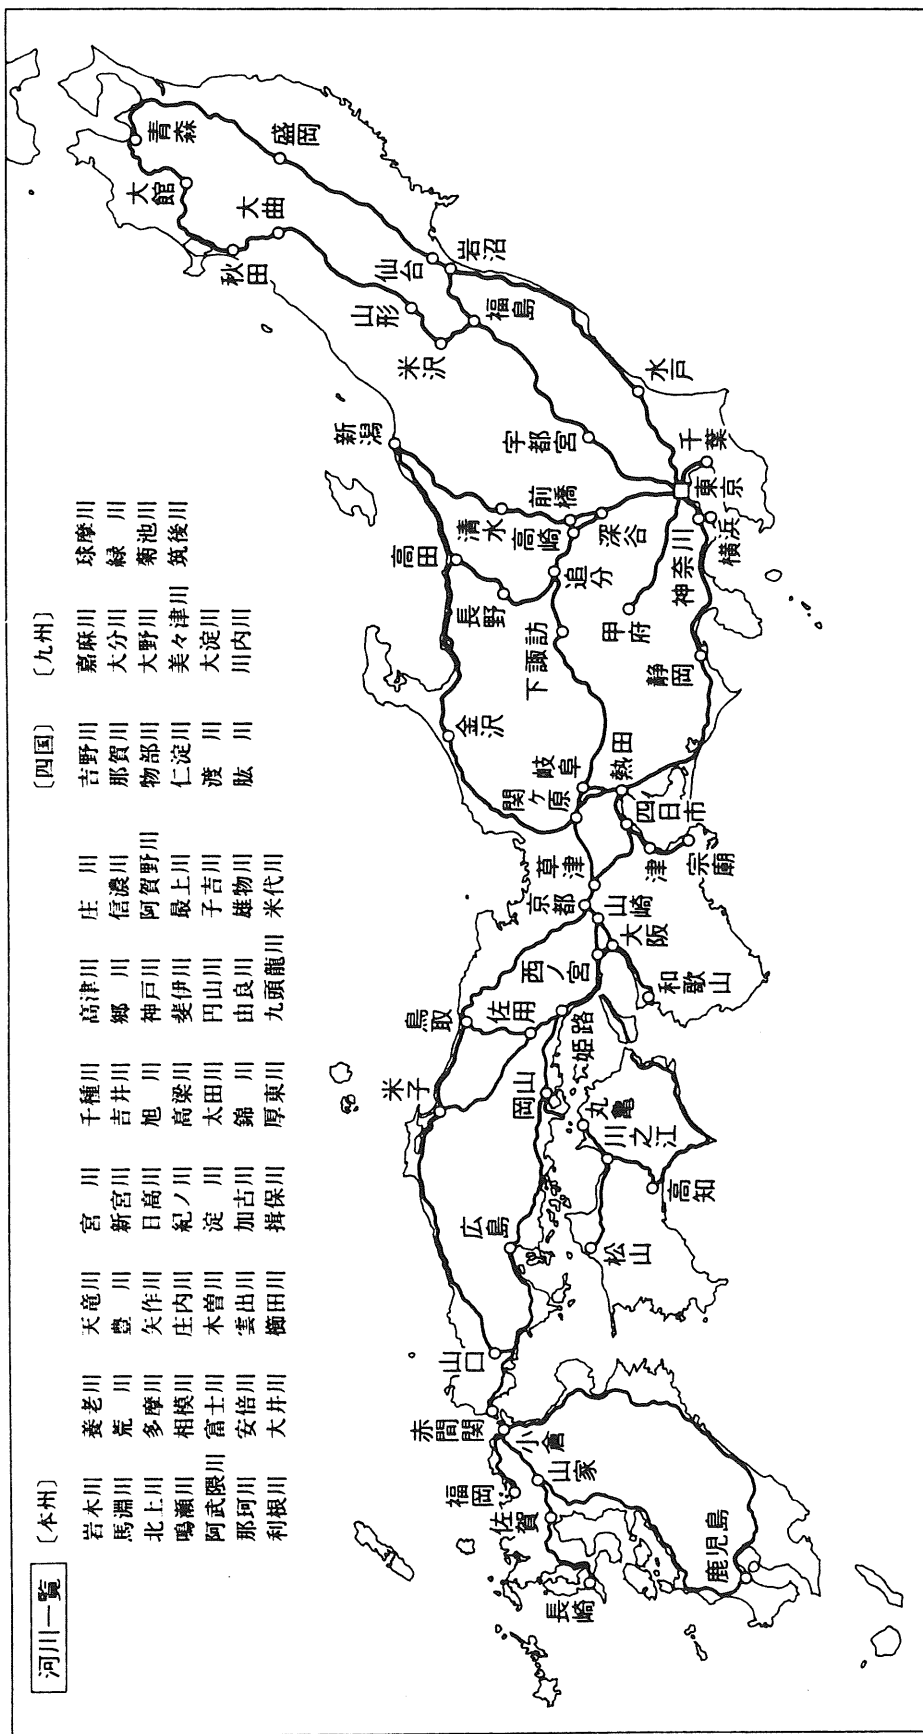 河川一覧
〔本州〕
岩木川
馬淵川
北上川
鳴瀬川
阿武隈川
那珂川
利根川
養老川
荒川
多摩川
相模川
富士川
安倍川
大井川
天竜川
豊川
矢作川
庄内川
木曽川
雲出川
櫛田川
宮川
新宮川
日高川
紀ノ川
淀川
加古川
揖保川
千種川
吉井川
旭川
高梁川
太田川
錦川
厚東川
高津川
郷川
神戸川
斐伊川
円山川
由良川
九頭龍川
庄川
信濃川
阿賀野川
最上川
子吉川
雄物川
米代川
〔四国〕
吉野川
那賀川
物部川
仁淀川
渡川
肱川
〔九州〕
嘉麻川
大分川
大野川
美々津川
大淀川
川内川
球摩川
緑川
菊池川
筑後川
青森
大館
盛岡
大曲
秋田
仙台
岩沼
山形
福島
米沢
水戸
新潟
宇都宮
千葉
東京
前橋
清水
高崎
深谷
横浜
神奈川
高田
追分
長野
甲府
下諏訪
静岡
金沢
岐阜
熱田
関ヶ原
四日市
津
宗廟
草津
京都
山崎
大阪
西ノ宮
和歌山
鳥取
佐用
姫路
米子
岡山
丸亀
川之江
高知
広島
松山
山口
赤間関
小倉
山家
福岡
佐賀
長崎
鹿児島